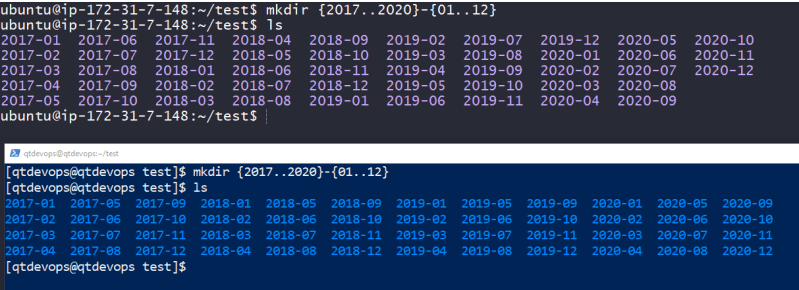 ubuntu@ip-172-31-7-148:~/test$ mkdir {2017..2020}-{01..12}
ubuntu@ip-172-31-7-148:~/test$ ls
2017-01 2017-06 2017-11 2018-04 2018-09 2019-02 2019-07 2019-12 2020-05 2020-10
2017-02 2017-07 2017-12 2018-05 2018-10 2019-03 2019-08 2020-01 2020-06 2020-11
2017-03 2017-08 2018-01 2018-06 2018-11 2019-04 2019-09 2020-02 2020-07 2020-12
2017-04 2017-09 2018-02 2018-07 2018-12 2019-05 2019-10 2020-03 2020-08
2017-05 2017-10 2018-03 2018-08 2019-01 2019-06 2019-11 2020-04 2020-09
ubuntu@ip-172-31-7-148:~/test$
qtdevops@qtdevops:~/test
[qtdevops@qtdevops test]$ mkdir {2017..2020}-{01..12}
[qtdevops@qtdevops test]$ ls
2017-01 2017-05 2017-09 2018-01 2018-05 2018-09 2019-01 2019-05 2019-09 2020-01 2020-05 2020-09
2017-02 2017-06 2017-10 2018-02 2018-06 2018-10 2019-02 2019-06 2019-10 2020-02 2020-06 2020-10
2017-03 2017-07 2017-11 2018-03 2018-07 2018-11 2019-03 2019-07 2019-11 2020-03 2020-07 2020-11
2017-04 2017-08 2017-12 2018-04 2018-08 2018-12 2019-04 2019-08 2019-12 2020-04 2020-08 2020-12
[qtdevops@qtdevops test]$